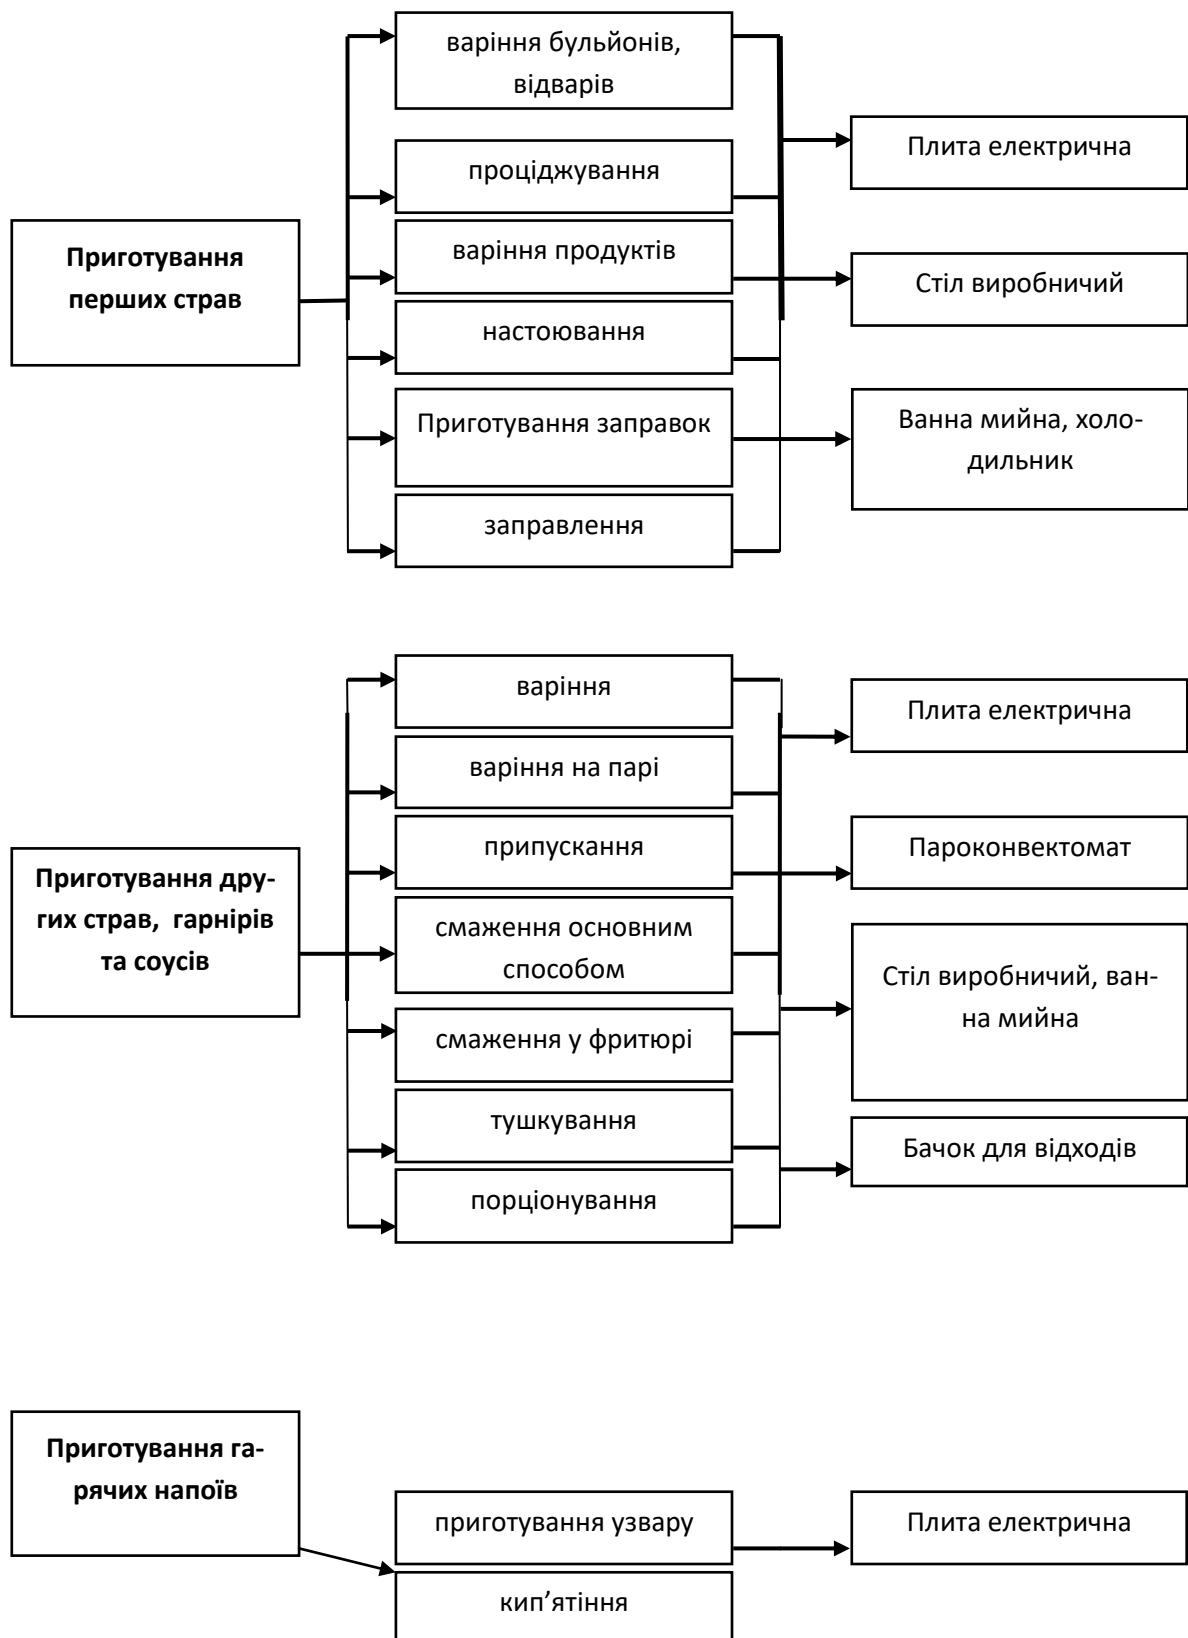 варіння бульйонів,
відварів
Плита електрична
проціджування
Приготування
перших страв
варіння продуктів
Стіл виробничий
настоювання
Приготування заправок
Ванна мийна, холо-
дильник
заправлення
варіння
Плита електрична
варіння на парі
припускання
Пароконвектомат
Приготування дру-
гих страв,  гарнірів
та соусів
смаження основним
способом
Стіл виробничий, ван-
на мийна
смаження у фритюрі
тушкування
Бачок для відходів
порціонування
Приготування га-
рячих напоїв
приготування узвару
Плита електрична
кип’ятіння